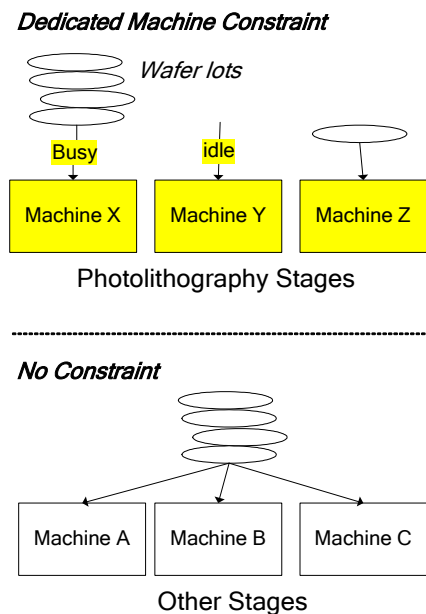 Dedicated Machine Constraint
Wafer lots
Busy
idle
Machine X Machine Y Machine Z
Photolithography Stages
No Constraint
Machine A Machine B Machine C
Other Stages